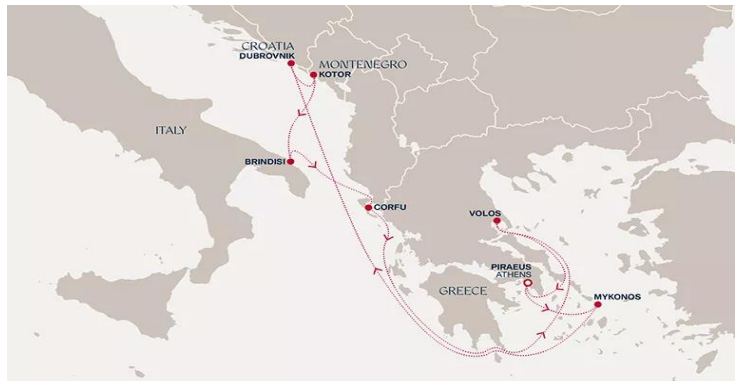 CROATIA
DUBROVNIK
MONTENEGRO
KOTOR
ITALY
BRINDISI
CORFU
VOLOS
PIRAEUS
ATHENS
GREECE
MYKONOS